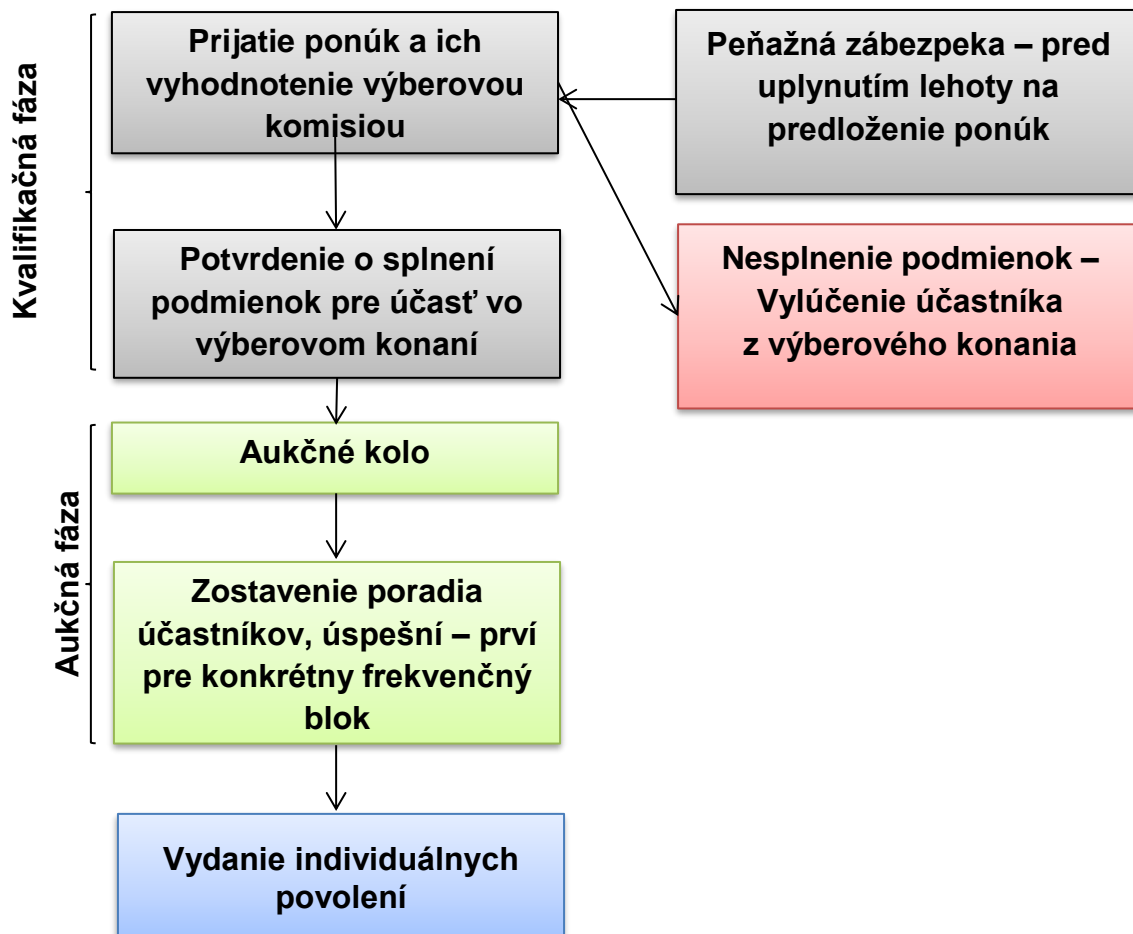 Kvalifikačná fáza
Prijatie ponúk a ich
vyhodnotenie výberovou
komisiou
Peňažná zábezpeka – pred
uplynutím lehoty na
predloženie ponúk
Potvrdenie o splnení
podmienok pre účasť vo
výberovom konaní
Nesplnenie podmienok –
Vylúčenie účastníka
z výberového konania
Aukčná fáza
Aukčné kolo
Zostavenie poradia
účastníkov, úspešní – prví
pre konkrétny frekvenčný
blok
Vydanie individuálnych
povolení